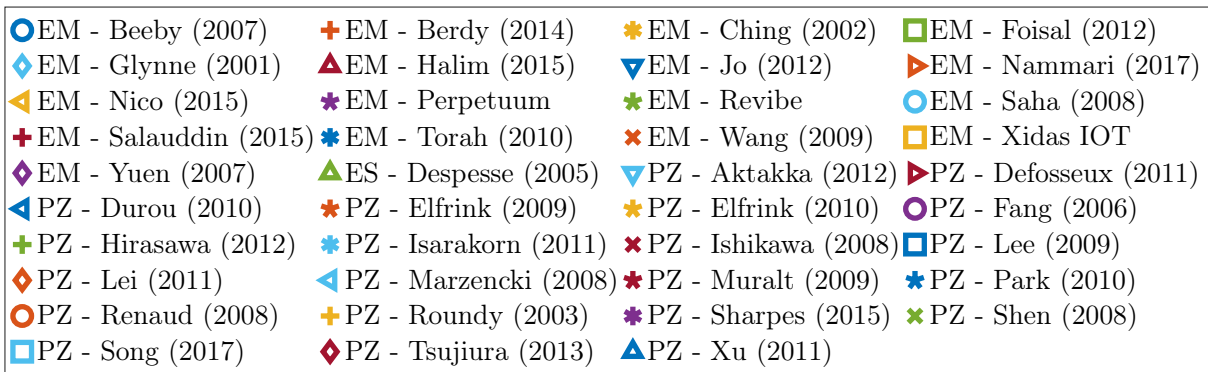 EM - Beeby (2007) EM - Berdy (2014) EM - Ching (2002) EM - Foisal (2012)
EM - Glynne (2001) EM - Halim (2015) EM - Jo (2012) EM - Nammari (2017)
EM - Nico (2015) EM - Perpetuum EM - Revibe EM - Saha (2008)
EM - Salauddin (2015) EM - Torah (2010) EM - Wang (2009) EM - Xidas IOT
EM - Yuen (2007) ES - Despesse (2005) PZ - Aktakka (2012) PZ - Defosseux (2011)
PZ - Durou (2010) PZ - Elfrink (2009) PZ - Elfrink (2010) PZ - Fang (2006)
PZ - Hirasawa (2012) PZ - Isarakorn (2011) PZ - Ishikawa (2008) PZ - Lee (2009)
PZ - Lei (2011) PZ - Marzencki (2008) PZ - Muralt (2009) PZ - Park (2010)
PZ - Renaud (2008) PZ - Roundy (2003) PZ - Sharpes (2015) PZ - Shen (2008)
PZ - Song (2017) PZ - Tsujiura (2013) PZ - Xu (2011)